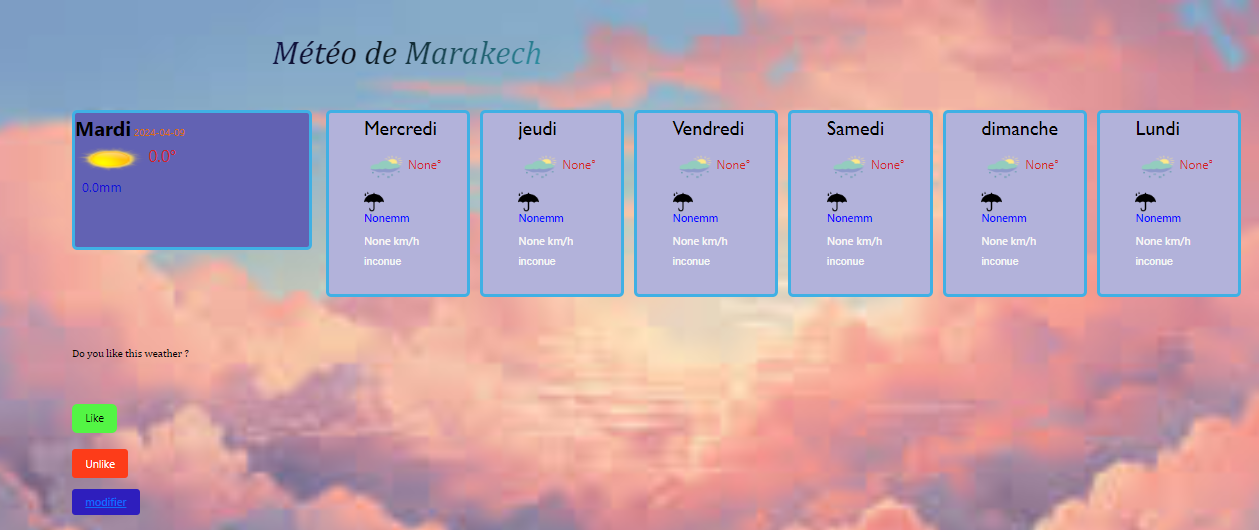 Météo de Marakech
Mardi 2024-04-09
0.0°
0.0mm
Mercredi
None°
Nonemm
None km/h
inconue
jeudi
None°
Nonemm
None km/h
inconue
Vendredi
None°
Nonemm
None km/h
inconue
Samedi
None°
Nonemm
None km/h
inconue
dimanche
None°
Nonemm
None km/h
inconue
Lundi
None°
Nonemm
None km/h
inconue
Do you like this weather ?
Like
Unlike
modifier